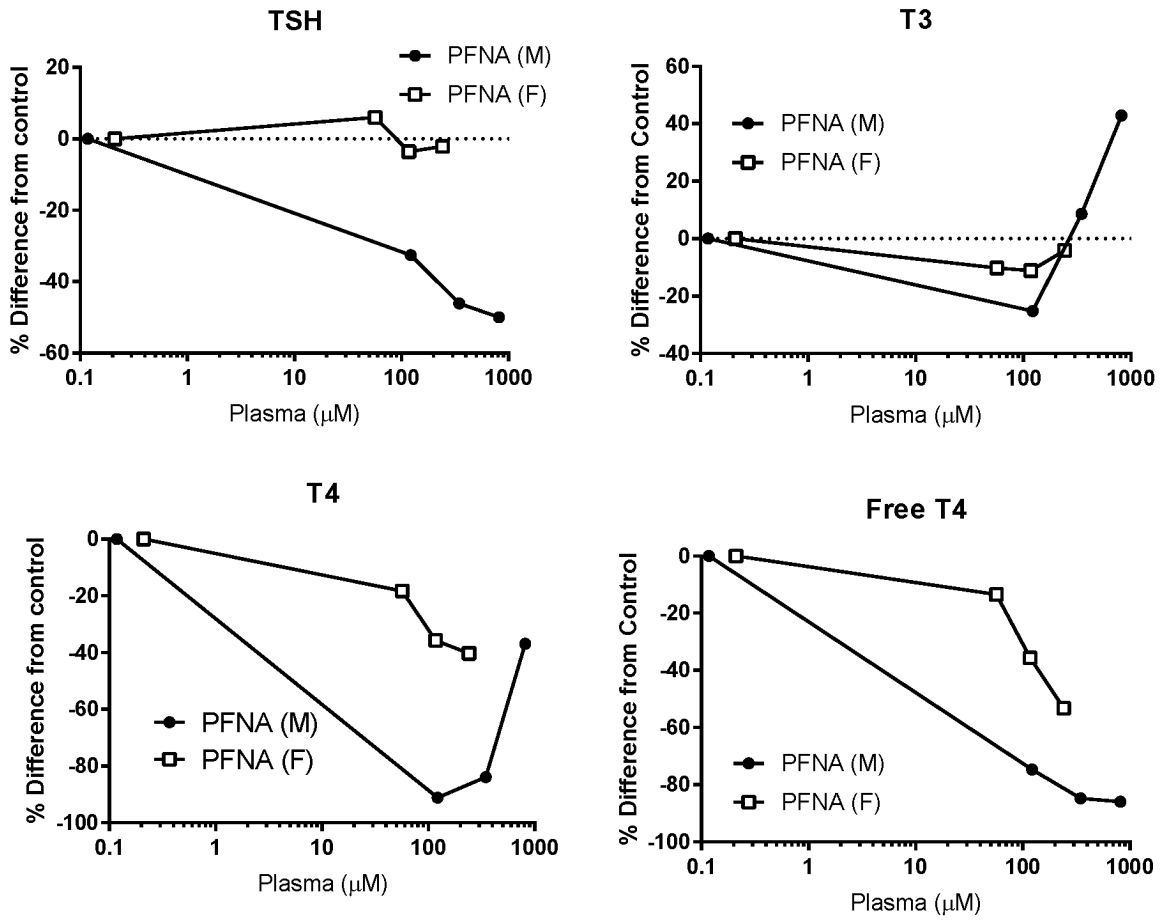 TSH
PFNA (M)
PFNA (F)
% Difference from control
20
0
-20
-40
-60
0.1
1
10
100
1000
Plasma (μM)
T3
PFNA (M)
PFNA (F)
% Difference from Control
60
40
20
0
-20
-40
0.1
1
10
100
1000
Plasma (μM)
T4
% Difference from control
0
-20
-40
-60
-80
-100
PFNA (M)
PFNA (F)
0.1
1
10
100
1000
Plasma (μM)
Free T4
% Difference from Control
0
-20
-40
-60
-80
-100
PFNA (M)
PFNA (F)
0.1
1
10
100
1000
Plasma (μM)